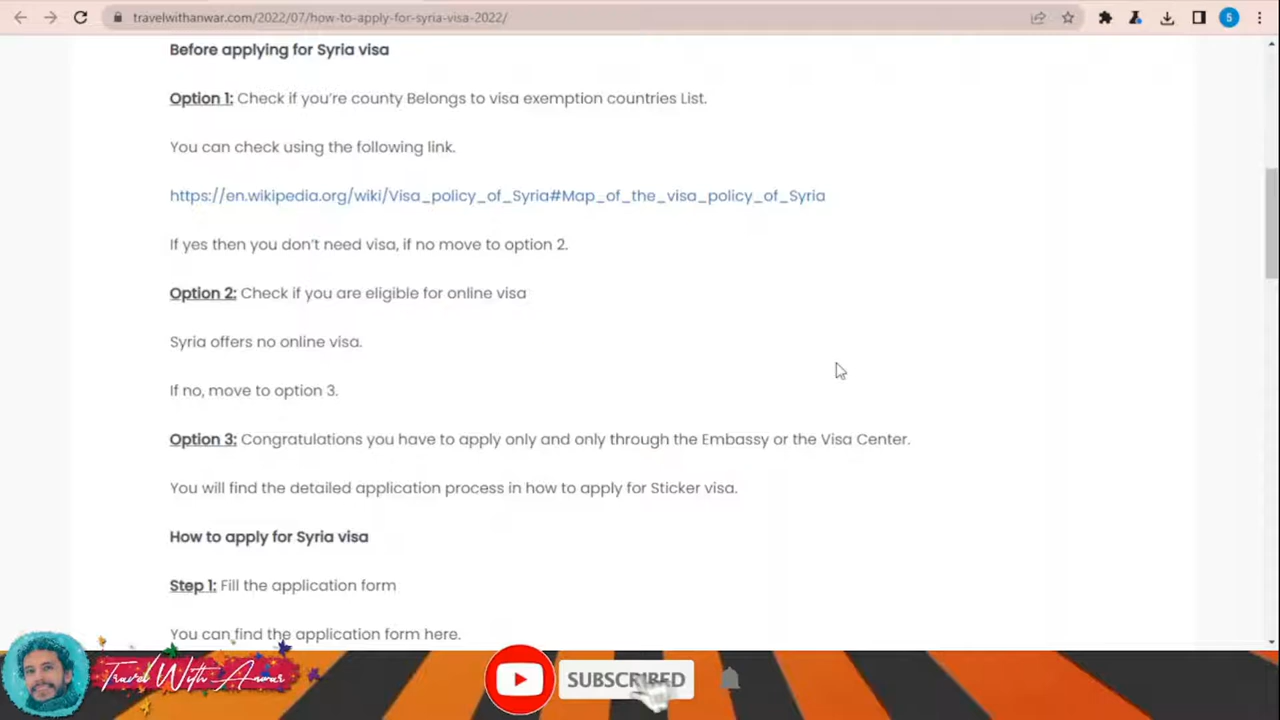 travelwithanwar.com/2022/07/how-to-apply-for-syria-visa-2022/
5
Before applying for Syria visa
Option 1: Check if you’re county Belongs to visa exemption countries List.
You can check using the following link.
https://en.wikipedia.org/wiki/Visa_policy_of_Syria#Map_of_the_visa_policy_of_Syria
If yes then you don’t need visa, if no move to option 2.
Option 2: Check if you are eligible for online visa
Syria offers no online visa.
If no, move to option 3.
Option 3: Congratulations you have to apply only and only through the Embassy or the Visa Center.
You will find the detailed application process in how to apply for Sticker visa.
How to apply for Syria visa
Step 1: Fill the application form
You can find the application form here.
Travel With Anwar
SUBSCRIBED